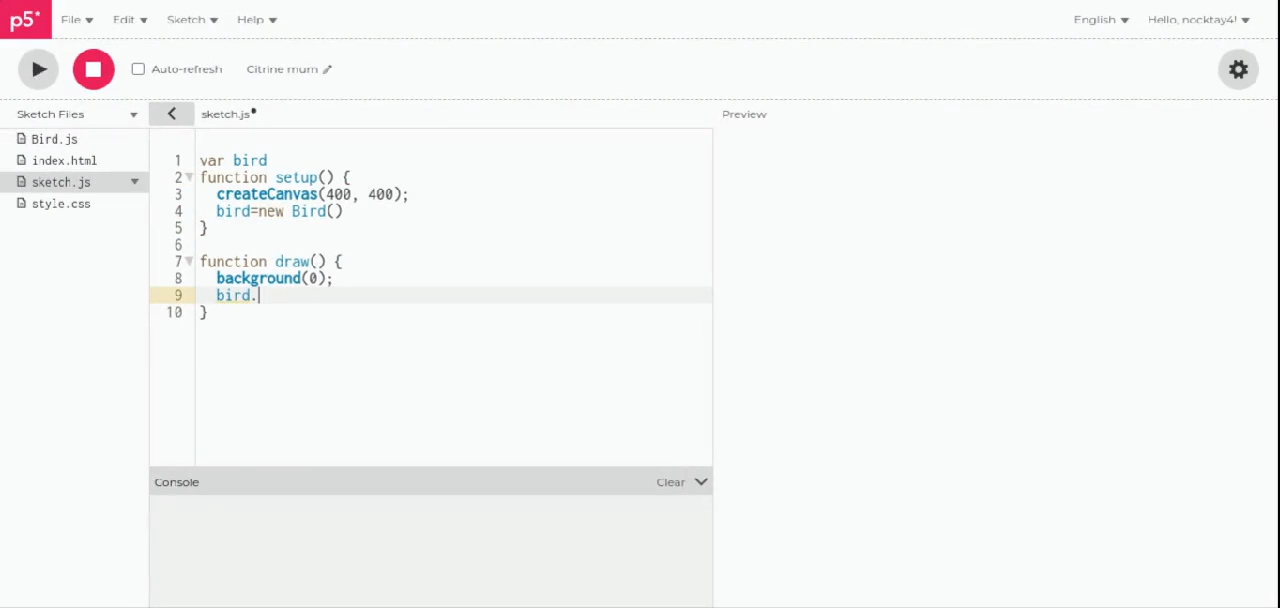 p5* File Edit Sketch Help English Hello, nocktay4!
Auto-refresh Citrine mum
Sketch Files sketch.js Preview
Bird.js
index.html
sketch.js
style.css
1 var bird
2 function setup() {
3 createCanvas(400, 400);
4 bird=new Bird()
5 }
6
7 function draw() {
8 background(0);
9 bird.
10 }
Console Clear